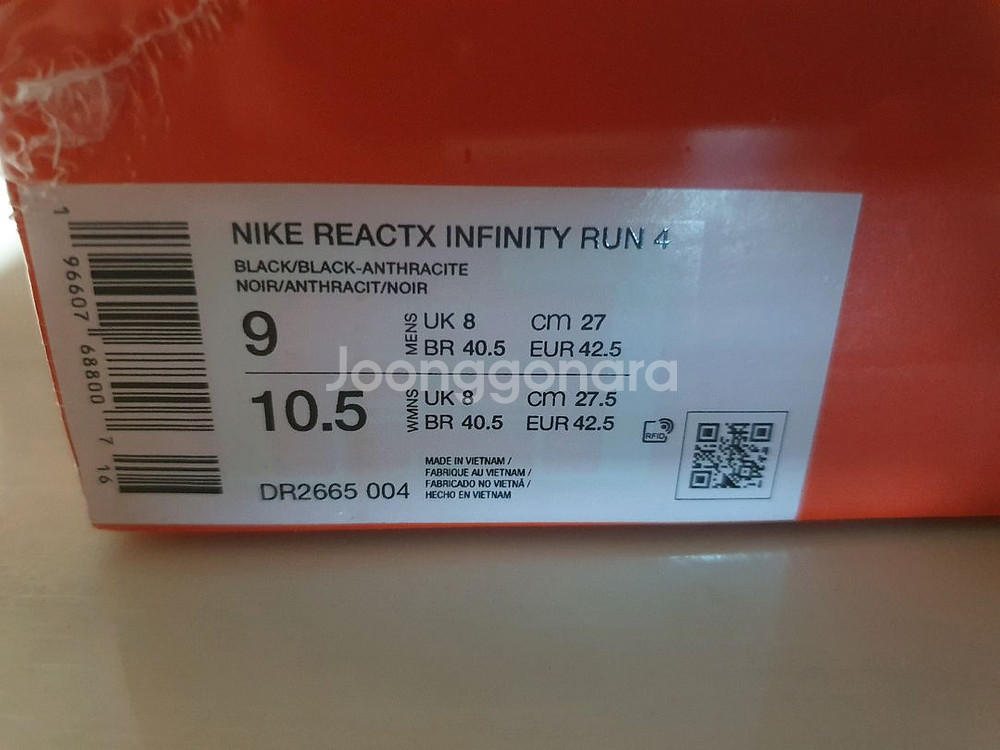 NIKE REACTX INFINITY RUN 4
BLACK/BLACK-ANTHRACITE
NOIR/ANTHRACIT/NOIR
9
MENS
UK 8 cm 27
BR 40.5 EUR 42.5
Joonggonara
10.5
WMNS
UK 8 cm 27.5
BR 40.5 EUR 42.5
RFID
MADE IN VIETNAM /
FABRIQUE AU VIETNAM /
FABRICADO NO VIETNÃ /
HECHO EN VIETNAM
DR2665 004
1 96607 68800 7 16